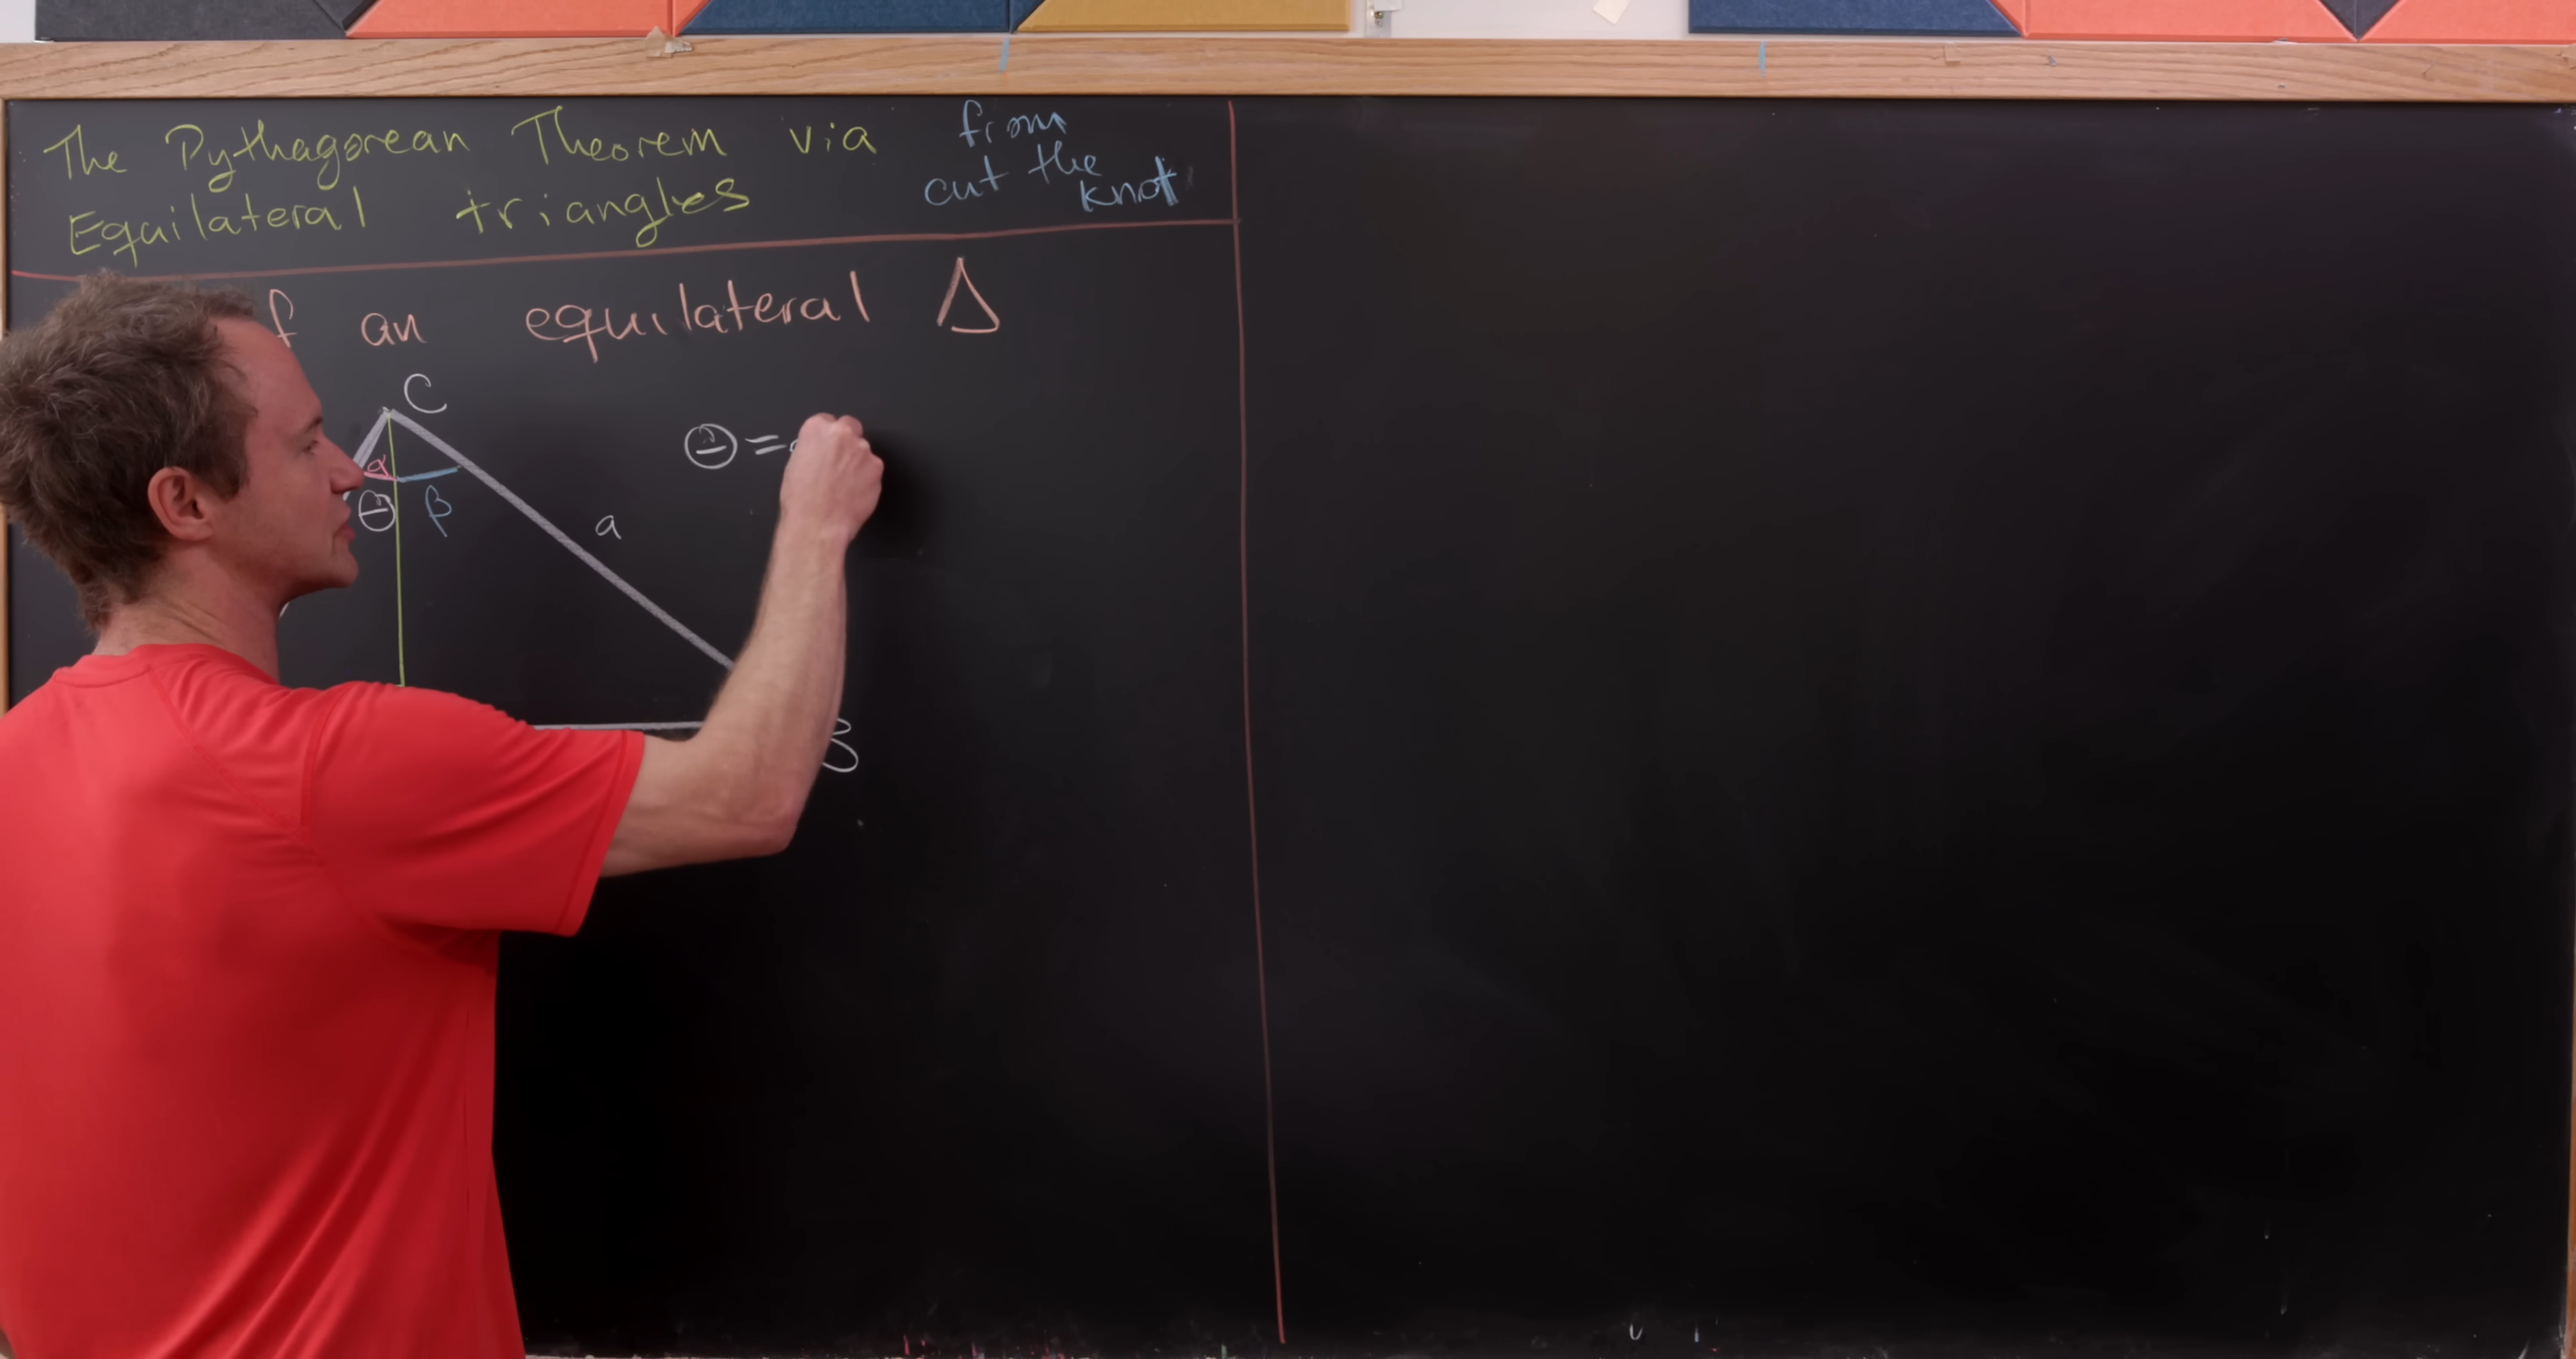 The Pythagorean Theorem via
Equilateral triangles
from
cut the
knot
an equilateral Δ
C
α
Θ
β
a
Θ =
B